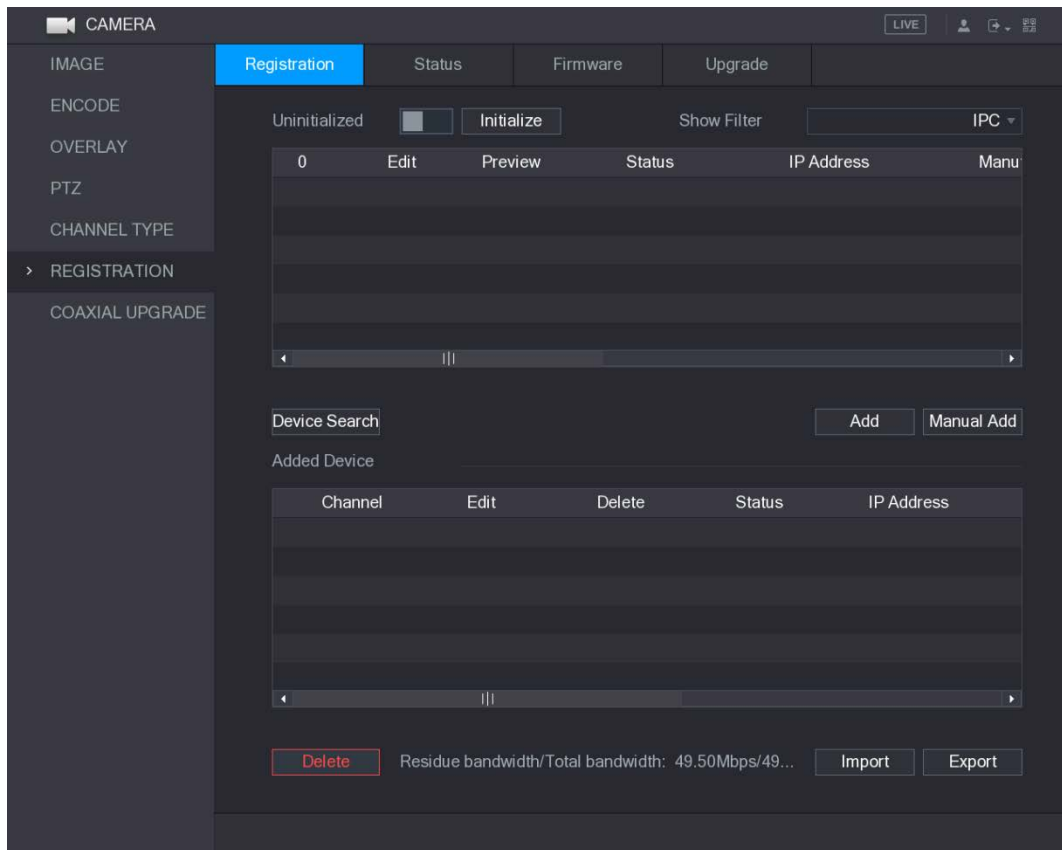 CAMERA
LIVE
IMAGE
ENCODE
OVERLAY
PTZ
CHANNEL TYPE
REGISTRATION
COAXIAL UPGRADE
Registration Status Firmware Upgrade
Uninitialized Initialize Show Filter IPC
0 Edit Preview Status IP Address Manu
Device Search Add Manual Add
Added Device
Channel Edit Delete Status IP Address
Delete Residue bandwidth/Total bandwidth: 49.50Mbps/49... Import Export